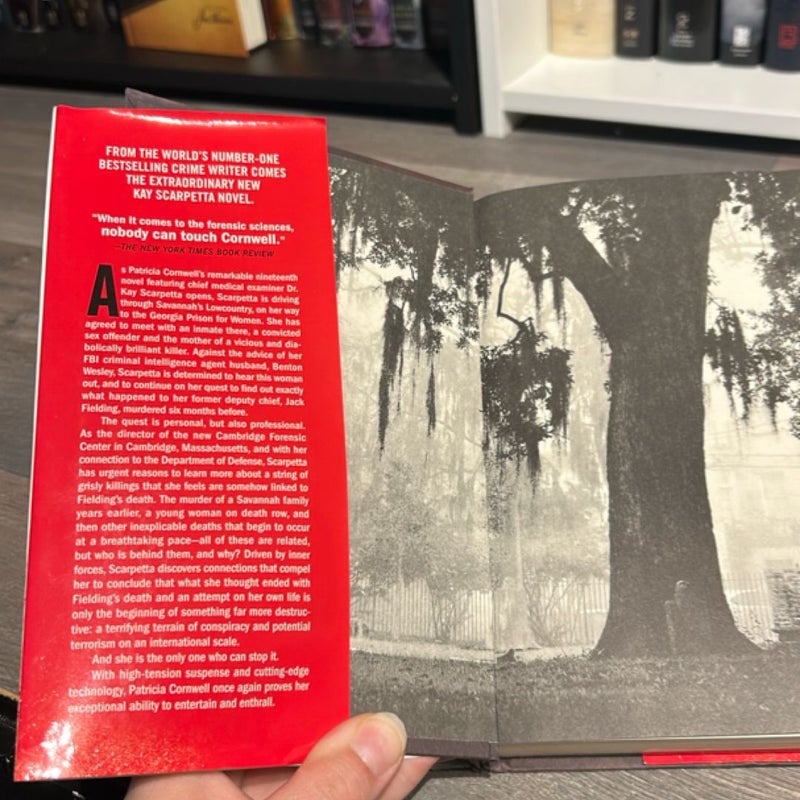 FROM THE WORLD'S NUMBER-ONE
BESTSELLING CRIME WRITER COMES
THE EXTRAORDINARY NEW
KAY SCARPETTA NOVEL.
"When it comes to the forensic sciences,
nobody can touch Cornwell."
—THE NEW YORK TIMES BOOK REVIEW
As Patricia Cornwell's remarkable nineteenth
novel featuring chief medical examiner Dr.
Kay Scarpetta opens, Scarpetta is driving
through Savannah's Lowcountry, on her way
to the Georgia Prison for Women. She has
agreed to meet with an inmate there, a convicted
sex offender and the mother of a vicious and dia-
bolically brilliant killer. Against the advice of her
FBI criminal intelligence agent husband, Benton
Wesley, Scarpetta is determined to hear this woman
out, and to continue on her quest to find out exactly
what happened to her former deputy chief, Jack
Fielding, murdered six months before.
The quest is personal, but also professional.
As the director of the new Cambridge Forensic
Center in Cambridge, Massachusetts, and with her
connection to the Department of Defense, Scarpetta
has urgent reasons to learn more about a string of
grisly killings that she feels are somehow linked to
Fielding's death. The murder of a Savannah family
years earlier, a young woman on death row, and
then other inexplicable deaths that begin to occur
at a breathtaking pace—all of these are related,
but who is behind them, and why? Driven by inner
forces, Scarpetta discovers connections that compel
her to conclude that what she thought ended with
Fielding's death and an attempt on her own life is
only the beginning of something far more destruc-
tive: a terrifying terrain of conspiracy and potential
terrorism on an international scale.
And she is the only one who can stop it.
With high-tension suspense and cutting-edge
technology, Patricia Cornwell once again proves her
exceptional ability to entertain and enthrall.